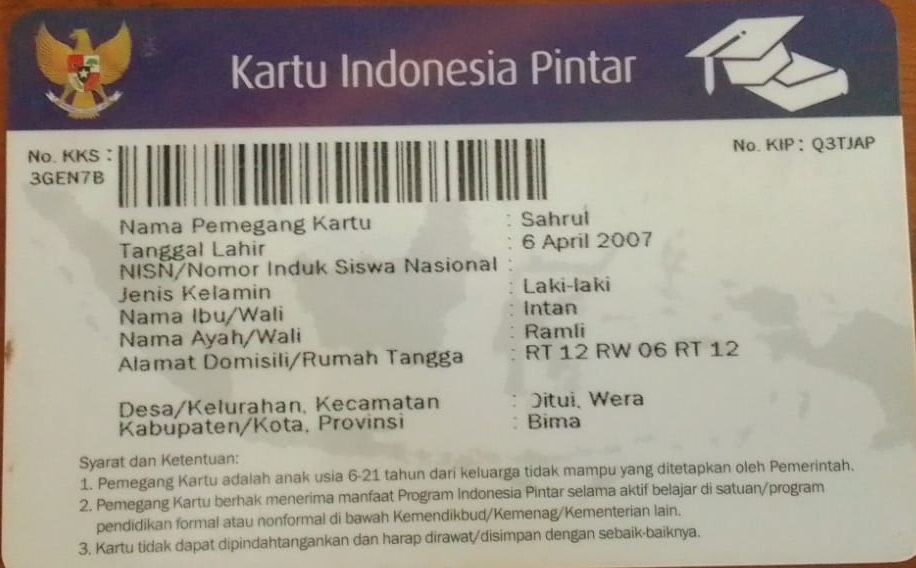 Kartu Indonesia Pintar
No. KKS :
3GEN7B
No. KIP : Q3TJAP
Nama Pemegang Kartu : Sahrul
Tanggal Lahir : 6 April 2007
NISN/Nomor Induk Siswa Nasional :
Jenis Kelamin : Laki-laki
Nama Ibu/Wali : Intan
Nama Ayah/Wali : Ramli
Alamat Domisili/Rumah Tangga : RT 12 RW 06 RT 12
Desa/Kelurahan, Kecamatan : Wera
Kabupaten/Kota, Provinsi : Bima
Syarat dan Ketentuan:
1. Pemegang Kartu adalah anak usia 6-21 tahun dari keluarga tidak mampu yang ditetapkan oleh Pemerintah.
2. Pemegang Kartu berhak menerima manfaat Program Indonesia Pintar selama aktif belajar di satuan/program
pendidikan formal atau nonformal di bawah Kemendikbud/Kemenag/Kementerian lain.
3. Kartu tidak dapat dipindahtangankan dan harap dirawat/disimpan dengan sebaik-baiknya.